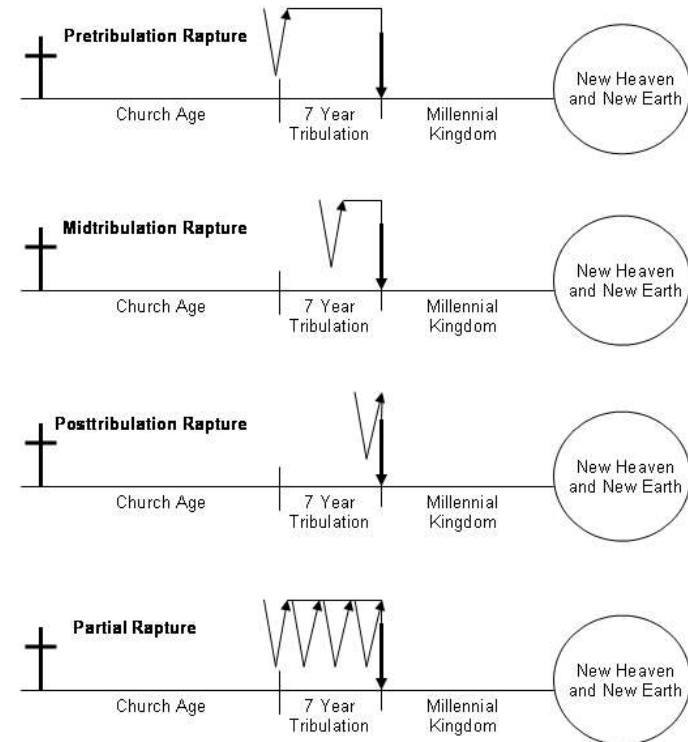 Pretribulation Rapture
New Heaven
and New Earth
Church Age
7 Year
Tribulation
Millennial
Kingdom
Midtribulation Rapture
New Heaven
and New Earth
Church Age
7 Year
Tribulation
Millennial
Kingdom
Posttribulation Rapture
New Heaven
and New Earth
Church Age
7 Year
Tribulation
Millennial
Kingdom
Partial Rapture
New Heaven
and New Earth
Church Age
7 Year
Tribulation
Millennial
Kingdom